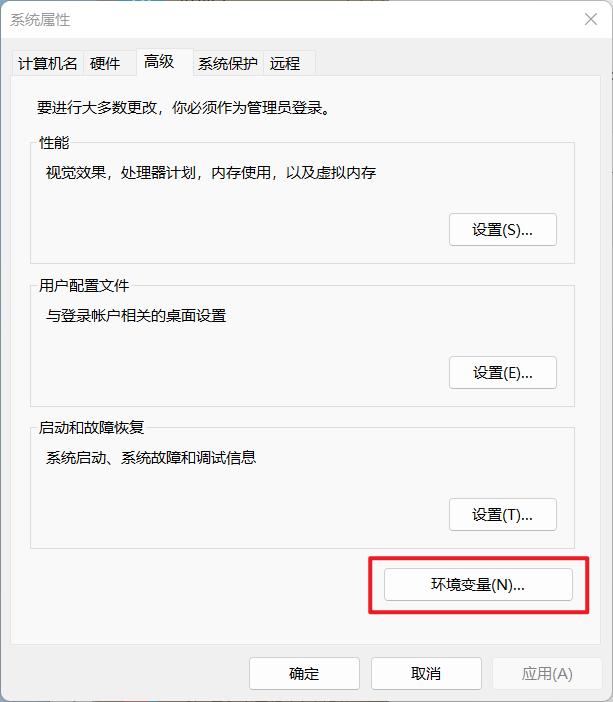 系统属性
计算机名 硬件 高级 系统保护 远程
要进行大多数更改，你必须作为管理员登录。
性能
视觉效果，处理器计划，内存使用，以及虚拟内存
设置(S)...
用户配置文件
与登录帐户相关的桌面设置
设置(E)...
启动和故障恢复
系统启动、系统故障和调试信息
设置(T)...
环境变量(N)...
确定 取消 应用(A)